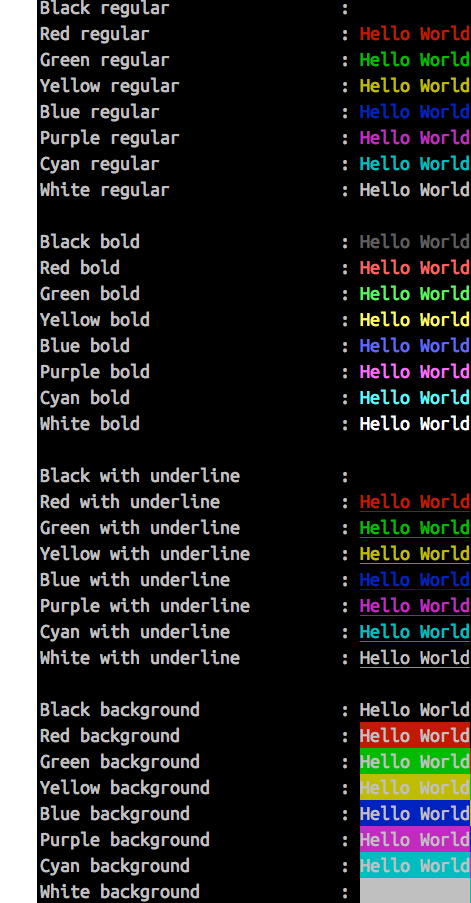 Black regular :
Red regular : Hello World
Green regular : Hello World
Yellow regular : Hello World
Blue regular : Hello World
Purple regular : Hello World
Cyan regular : Hello World
White regular : Hello World
Black bold : Hello World
Red bold : Hello World
Green bold : Hello World
Yellow bold : Hello World
Blue bold : Hello World
Purple bold : Hello World
Cyan bold : Hello World
White bold : Hello World
Black with underline :
Red with underline : Hello World
Green with underline : Hello World
Yellow with underline : Hello World
Blue with underline : Hello World
Purple with underline : Hello World
Cyan with underline : Hello World
White with underline : Hello World
Black background : Hello World
Red background : Hello World
Green background : Hello World
Yellow background : Hello World
Blue background : Hello World
Purple background : Hello World
Cyan background : Hello World
White background :